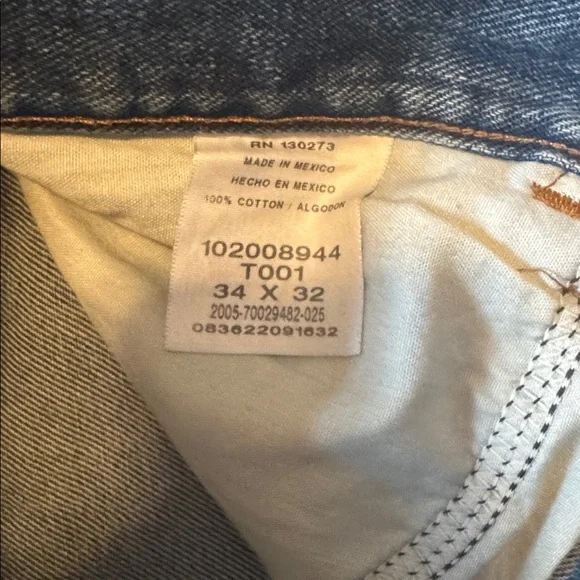 RN 130273
MADE IN MEXICO
HECHO EN MEXICO
100% COTTON / ALGODON
102008944
T001
34 X 32
2005-70029482-025
083622091632